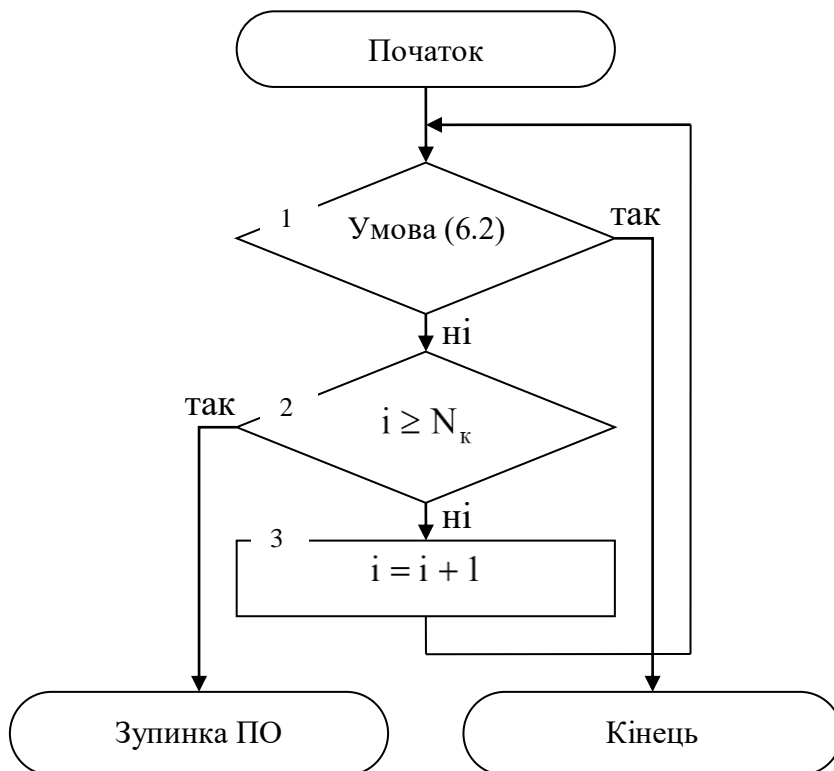 Початок
1
Умова (6.2)
так
ні
так
2
i ≥ Nк
ні
3
i = i + 1
Зупинка ПО
Кінець